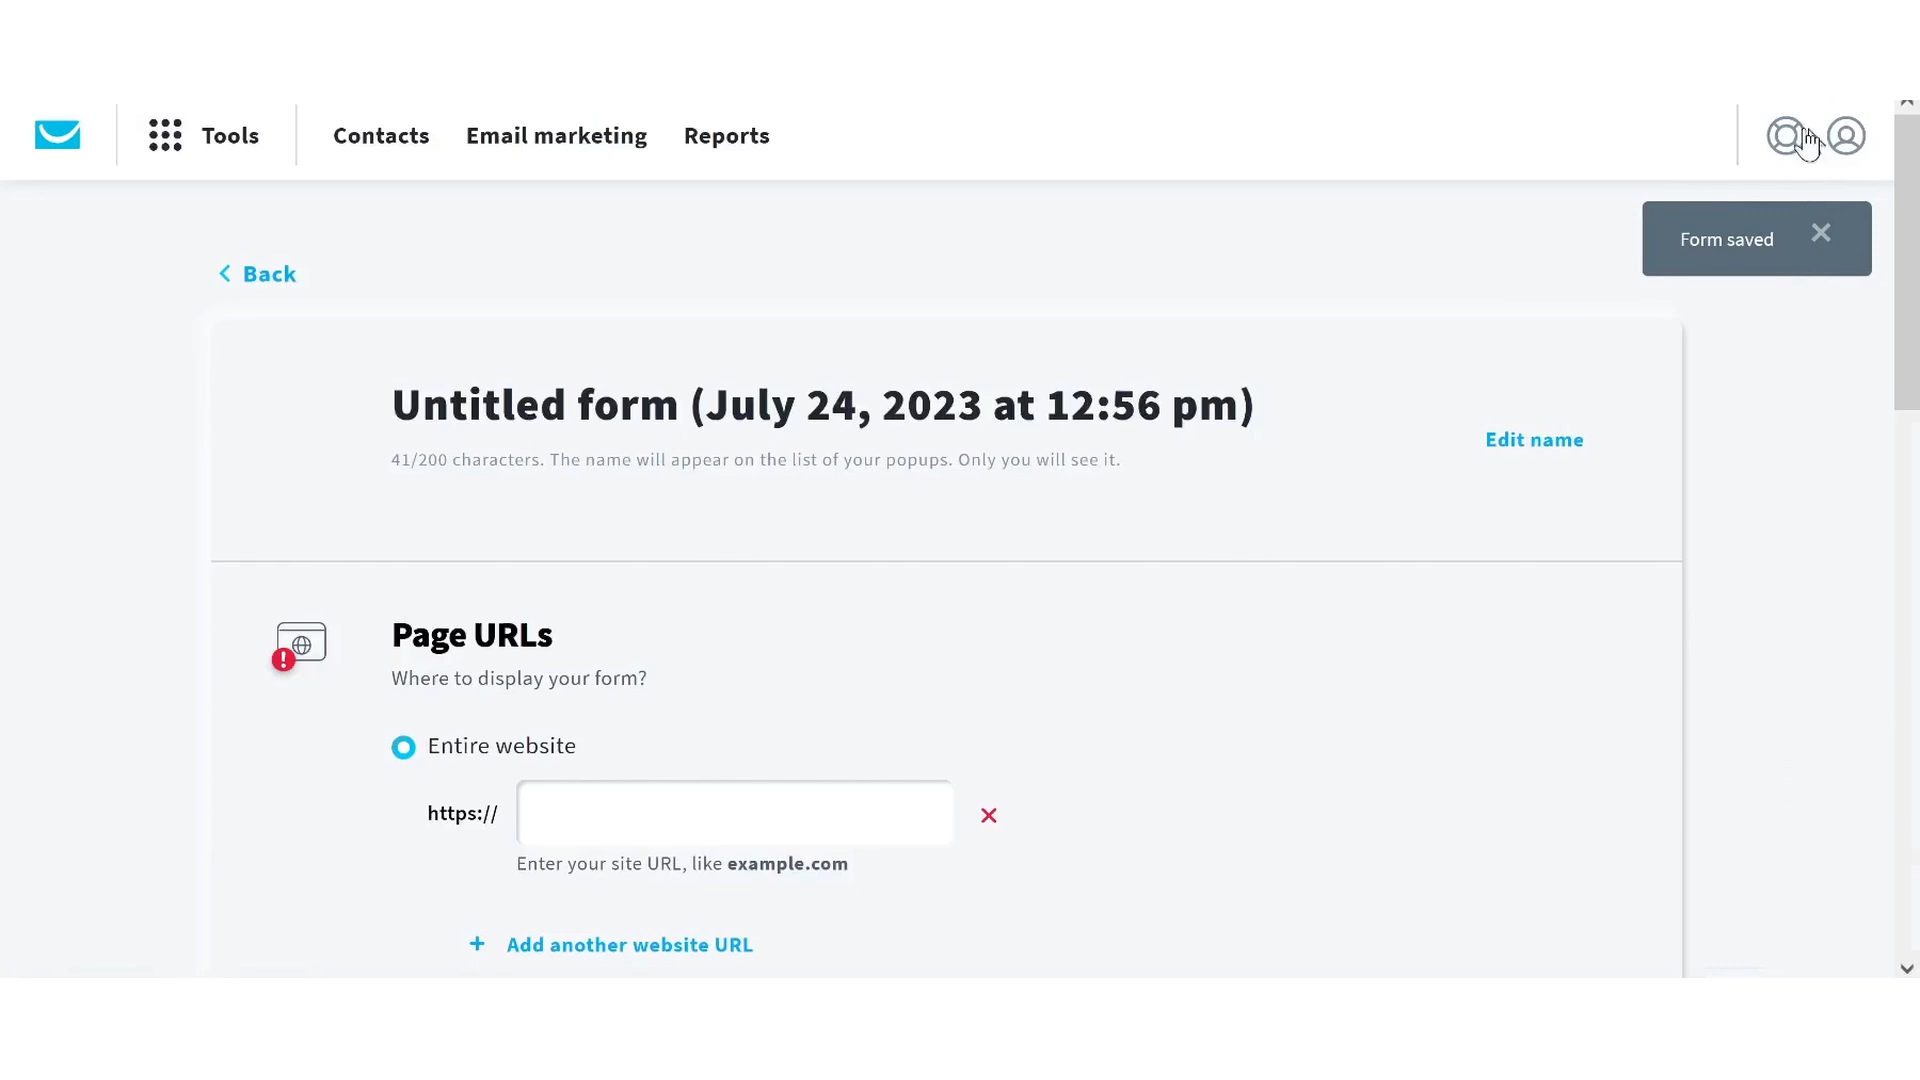 Tools
Contacts
Email marketing
Reports
Form saved
Back
Untitled form (July 24, 2023 at 12:56 pm)
Edit name
41/200 characters. The name will appear on the list of your popups. Only you will see it.
Page URLs
Where to display your form?
Entire website
https://
Enter your site URL, like example.com
+ Add another website URL